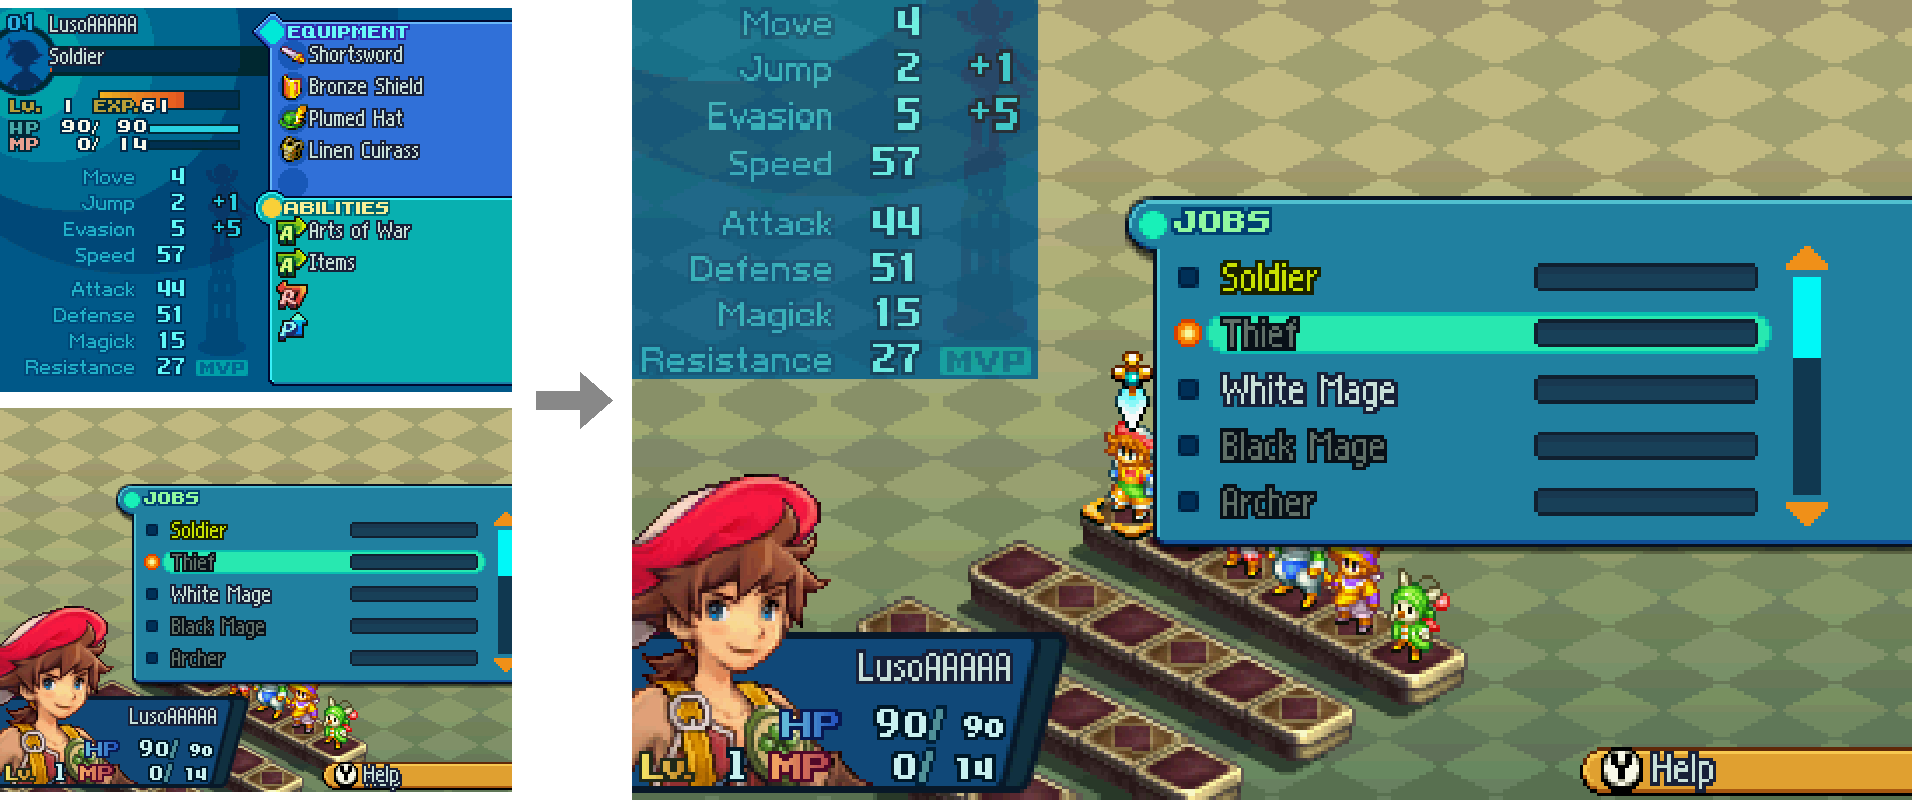 01 LusoAAAAA
Soldier
Lv. 1 EXP. 61
HP 90/ 90
MP 0/ 14
Move 4
Jump 2 +1
Evasion 5 +5
Speed 57
Attack 44
Defense 51
Magick 15
Resistance 27 MVP
EQUIPMENT
Shortsword
Bronze Shield
Plumed Hat
Linen Cuirass
ABILITIES
A Arts of War
A Items
R
P
JOBS
Soldier
Thief
White Mage
Black Mage
Archer
LusoAAAAA
HP 90/ 90
Lv. 1 MP 0/ 14
Y Help
Move 4
Jump 2 +1
Evasion 5 +5
Speed 57
Attack 44
Defense 51
Magick 15
Resistance 27 MVP
JOBS
Soldier
Thief
White Mage
Black Mage
Archer
LusoAAAAA
HP 90/ 90
Lv. 1 MP 0/ 14
Y Help